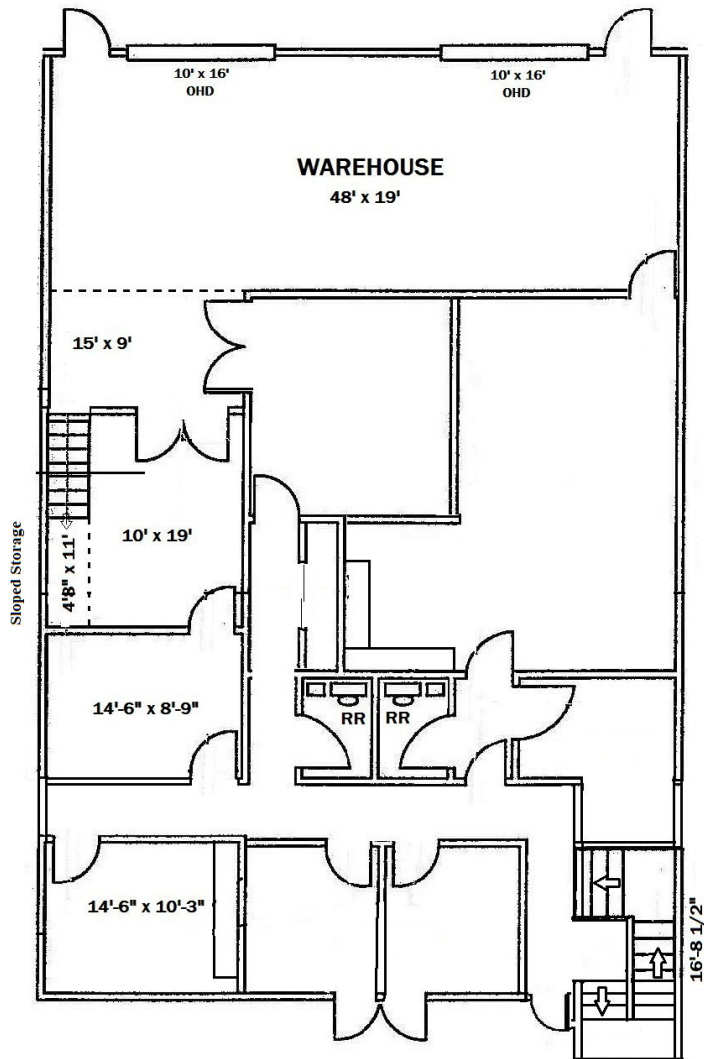 10' x 16'
OHD
10' x 16'
OHD
WAREHOUSE
48' x 19'
15' x 9'
10' x 19'
4'8" x 11'
Sloped Storage
14'-6" x 8'-9"
RR
RR
14'-6" x 10'-3"
16'-8 1/2"